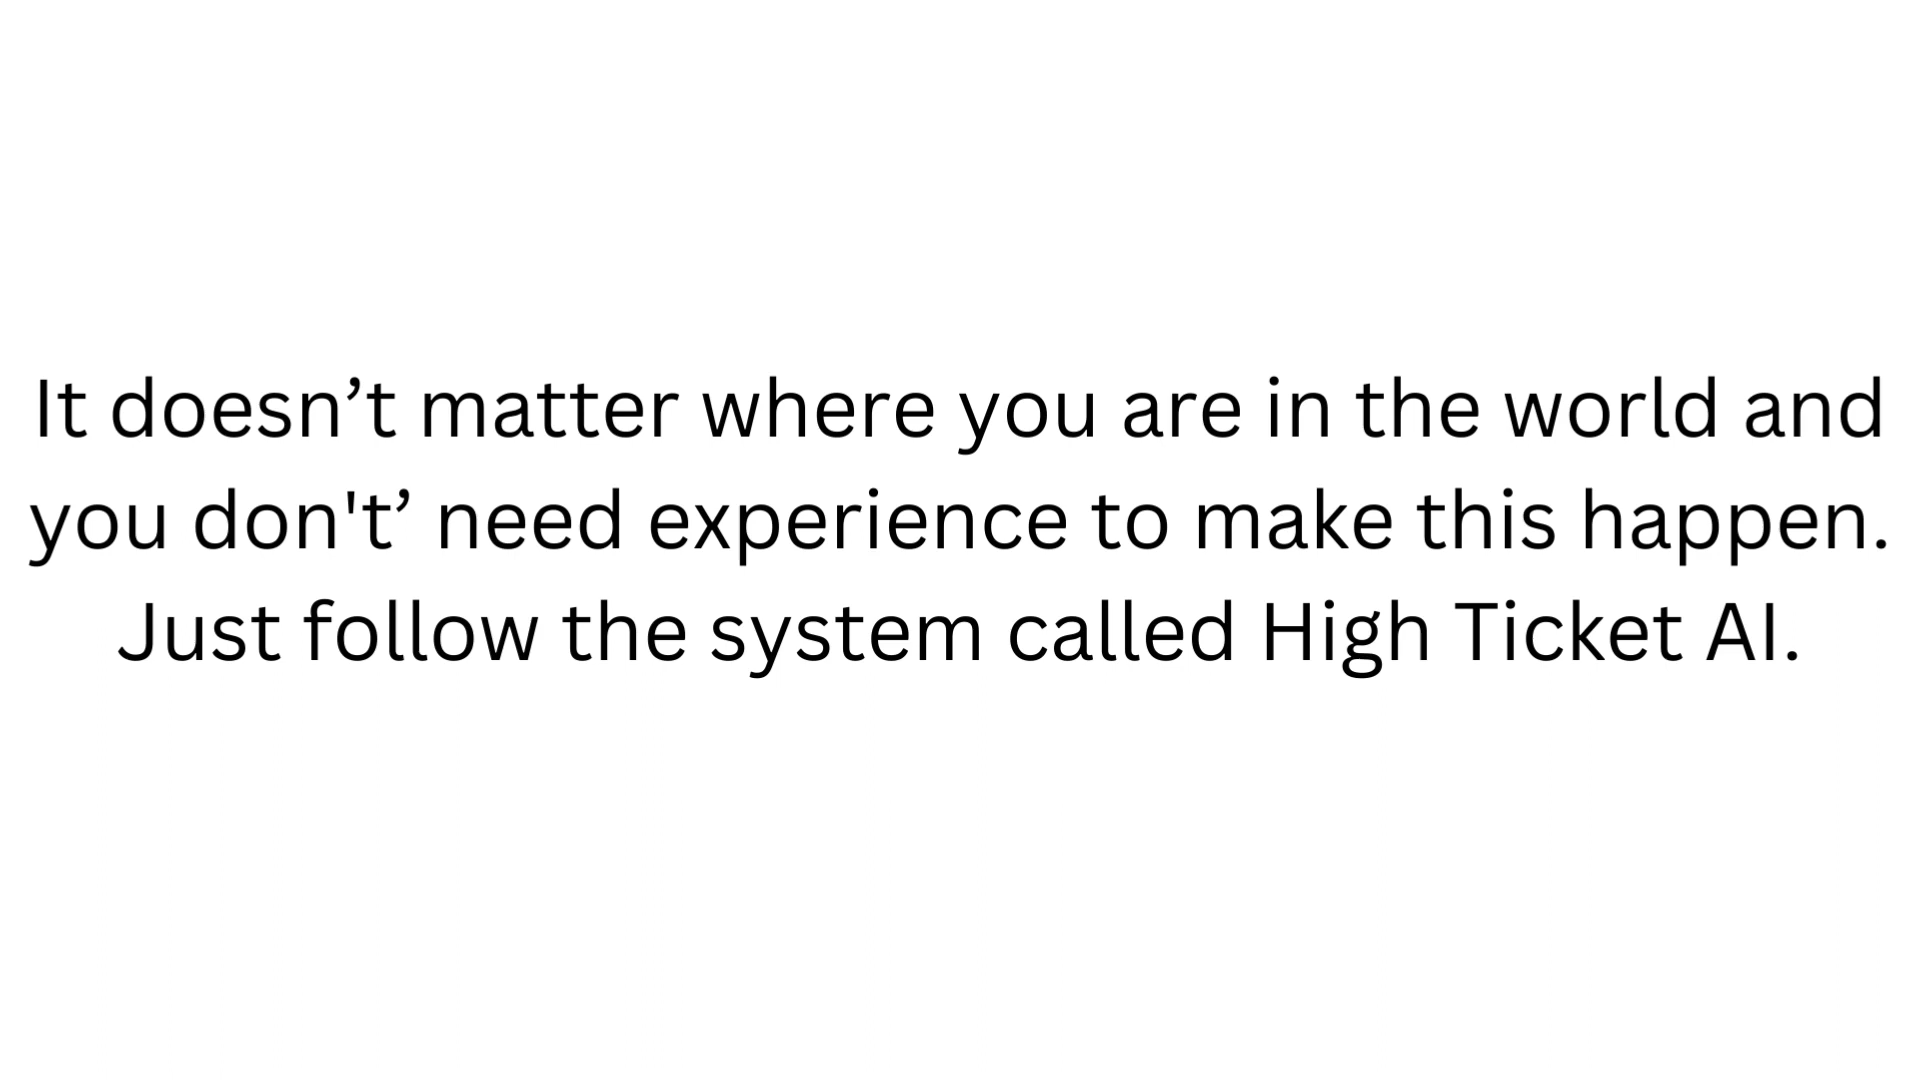 It doesn’t matter where you are in the world and
you don't’ need experience to make this happen.
Just follow the system called High Ticket AI.